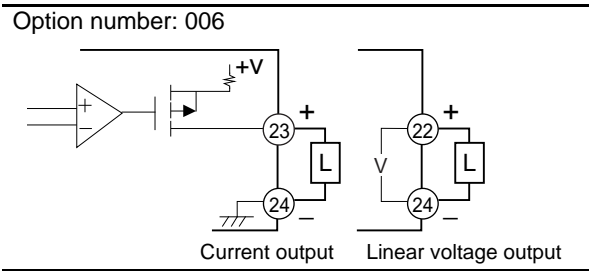 Option number: 006
+V
+
−
+
23
L
24
−
+
22
V
L
24
−
Current output
Linear voltage output